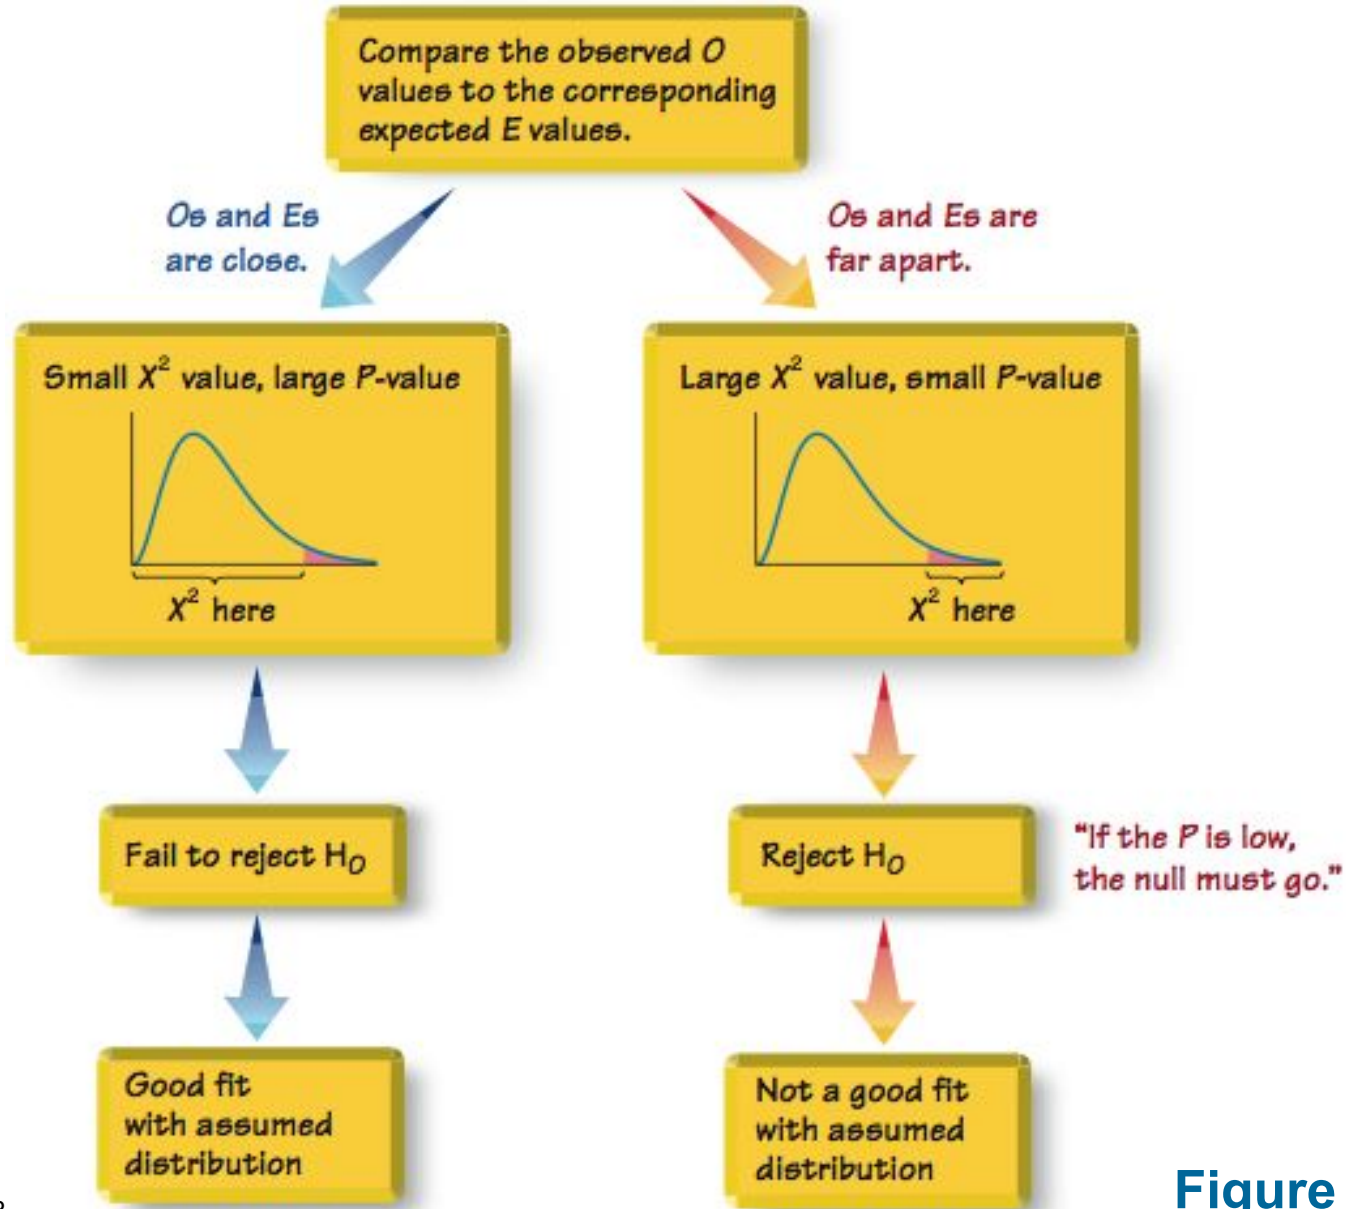 Compare the observed O
values to the corresponding
expected E values.
Os and Es
are close.
Os and Es are
far apart.
Small X² value, large P-value
X² here
Large X² value, small P-value
X² here
Fail to reject H₀
Reject H₀
"If the P is low,
the null must go."
Good fit
with assumed
distribution
Not a good fit
with assumed
distribution
Figure